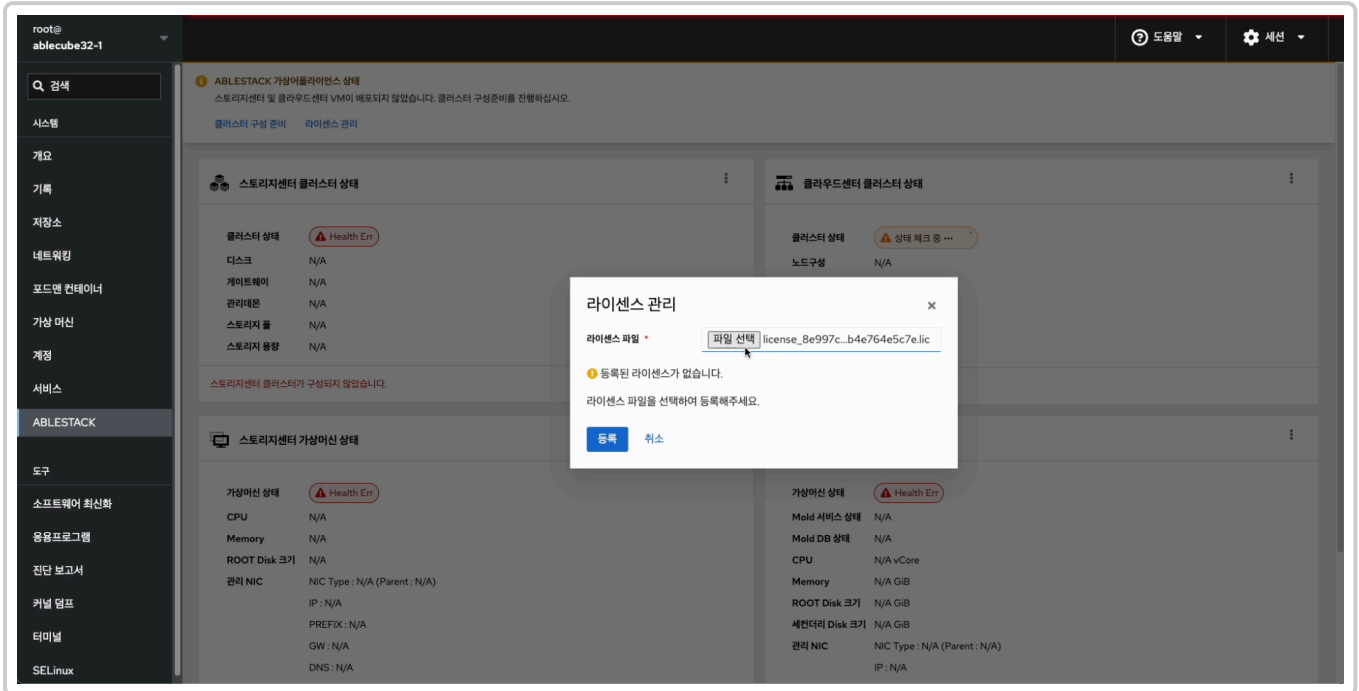 root@
ablecube32-1
도움말
세션
검색
시스템
개요
기록
저장소
네트워킹
포드맨 컨테이너
가상 머신
계정
서비스
ABLESTACK
도구
소프트웨어 최신화
응용프로그램
진단 보고서
커널 덤프
터미널
SELinux
ABLESTACK 가상어플라이언스 상태
스토리지센터 및 클라우드센터 VM이 배포되지 않았습니다. 클러스터 구성준비를 진행하십시오.
클러스터 구성 준비 라이센스 관리
스토리지센터 클러스터 상태
클러스터 상태 Health Err
디스크 N/A
게이트웨이 N/A
관리데몬 N/A
스토리지 풀 N/A
스토리지 용량 N/A
스토리지센터 클러스터가 구성되지 않았습니다.
클라우드센터 클러스터 상태
클러스터 상태 상태 체크 중 •••
노드구성 N/A
라이센스 관리
라이센스 파일 * 파일 선택 license_8e997c...b4e764e5c7e.lic
등록된 라이센스가 없습니다.
라이센스 파일을 선택하여 등록해주세요.
등록 취소
스토리지센터 가상머신 상태
가상머신 상태 Health Err
CPU N/A
Memory N/A
ROOT Disk 크기 N/A
관리 NIC NIC Type : N/A (Parent : N/A)
IP : N/A
PREFIX : N/A
GW : N/A
DNS : N/A
가상머신 상태 Health Err
Mold 서비스 상태 N/A
Mold DB 상태 N/A
CPU N/A vCore
Memory N/A GiB
ROOT Disk 크기 N/A GiB
세컨더리 Disk 크기 N/A GiB
관리 NIC NIC Type : N/A (Parent : N/A)
IP : N/A